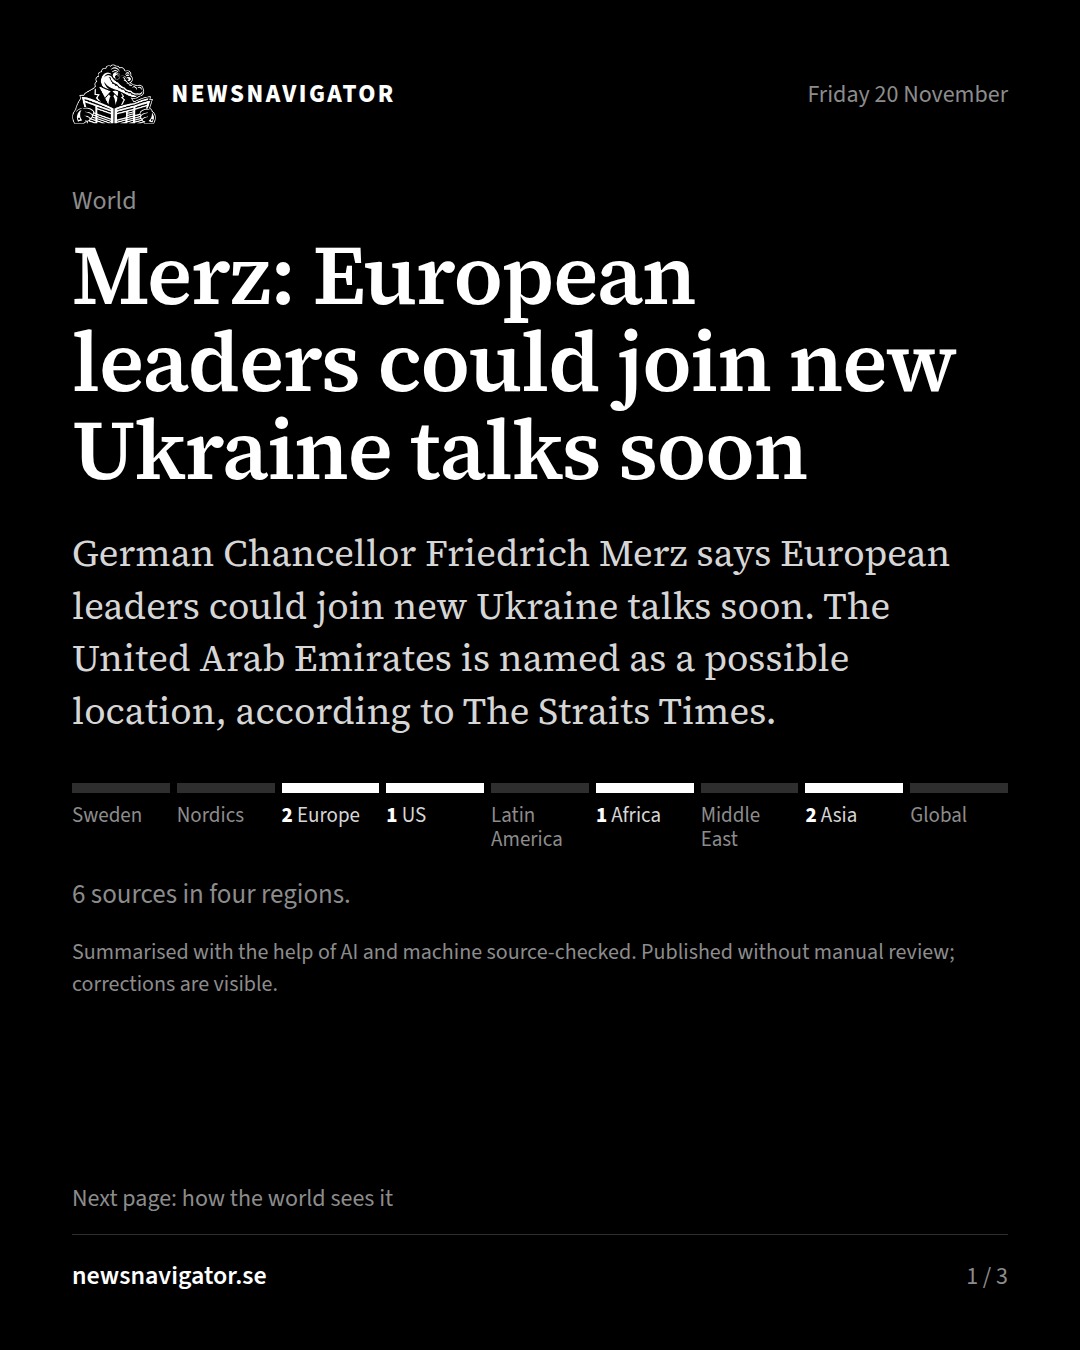 NEWSNAVIGATOR
Friday 20 November
World
Merz: European
leaders could join new
Ukraine talks soon
German Chancellor Friedrich Merz says European
leaders could join new Ukraine talks soon. The
United Arab Emirates is named as a possible
location, according to The Straits Times.
Sweden
Nordics
2 Europe
1 US
Latin
America
1 Africa
Middle
East
2 Asia
Global
6 sources in four regions.
Summarised with the help of AI and machine source-checked. Published without manual review;
corrections are visible.
Next page: how the world sees it
newsnavigator.se
1 / 3